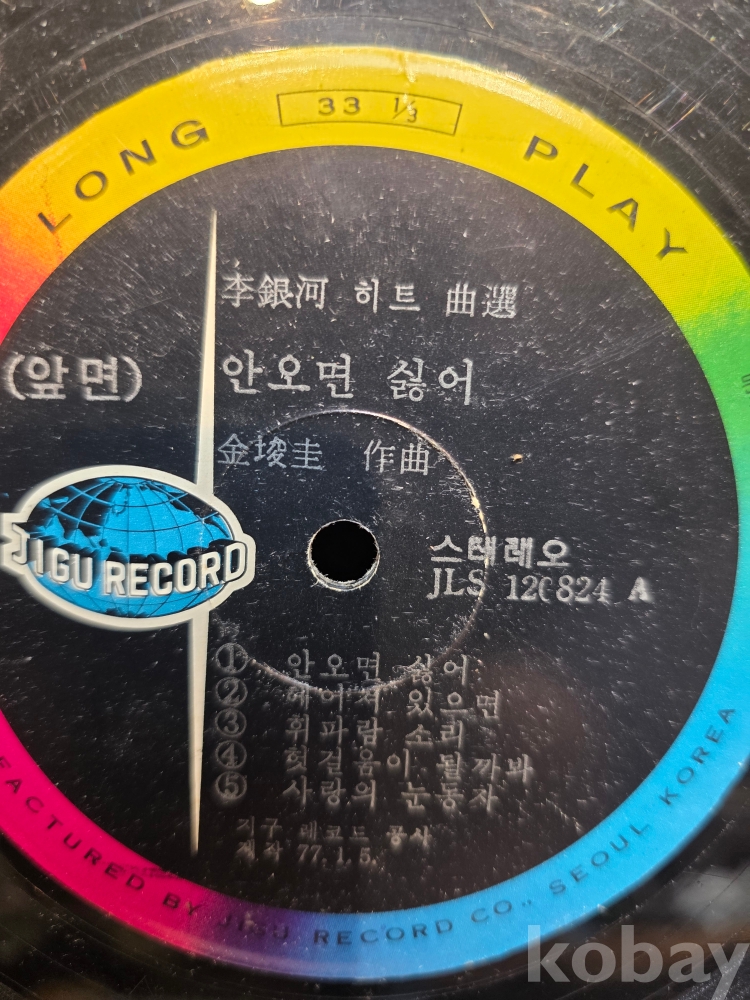 LONG PLAY
33 1/3
李銀河 히트 曲選
(앞면) 안오면 싫어
金埈圭 作曲
JIGU RECORD
스테레오
JLS 120824 A
① 안오면 싫어
② 헤어져 있으면
③ 휘파람 소리
④ 헛걸음이 될까봐
⑤ 사랑의 눈동자
지구 레코드 공사
제작 77.1.5.
FACTURED BY JIGU RECORD CO., SEOUL KOREA
kobay